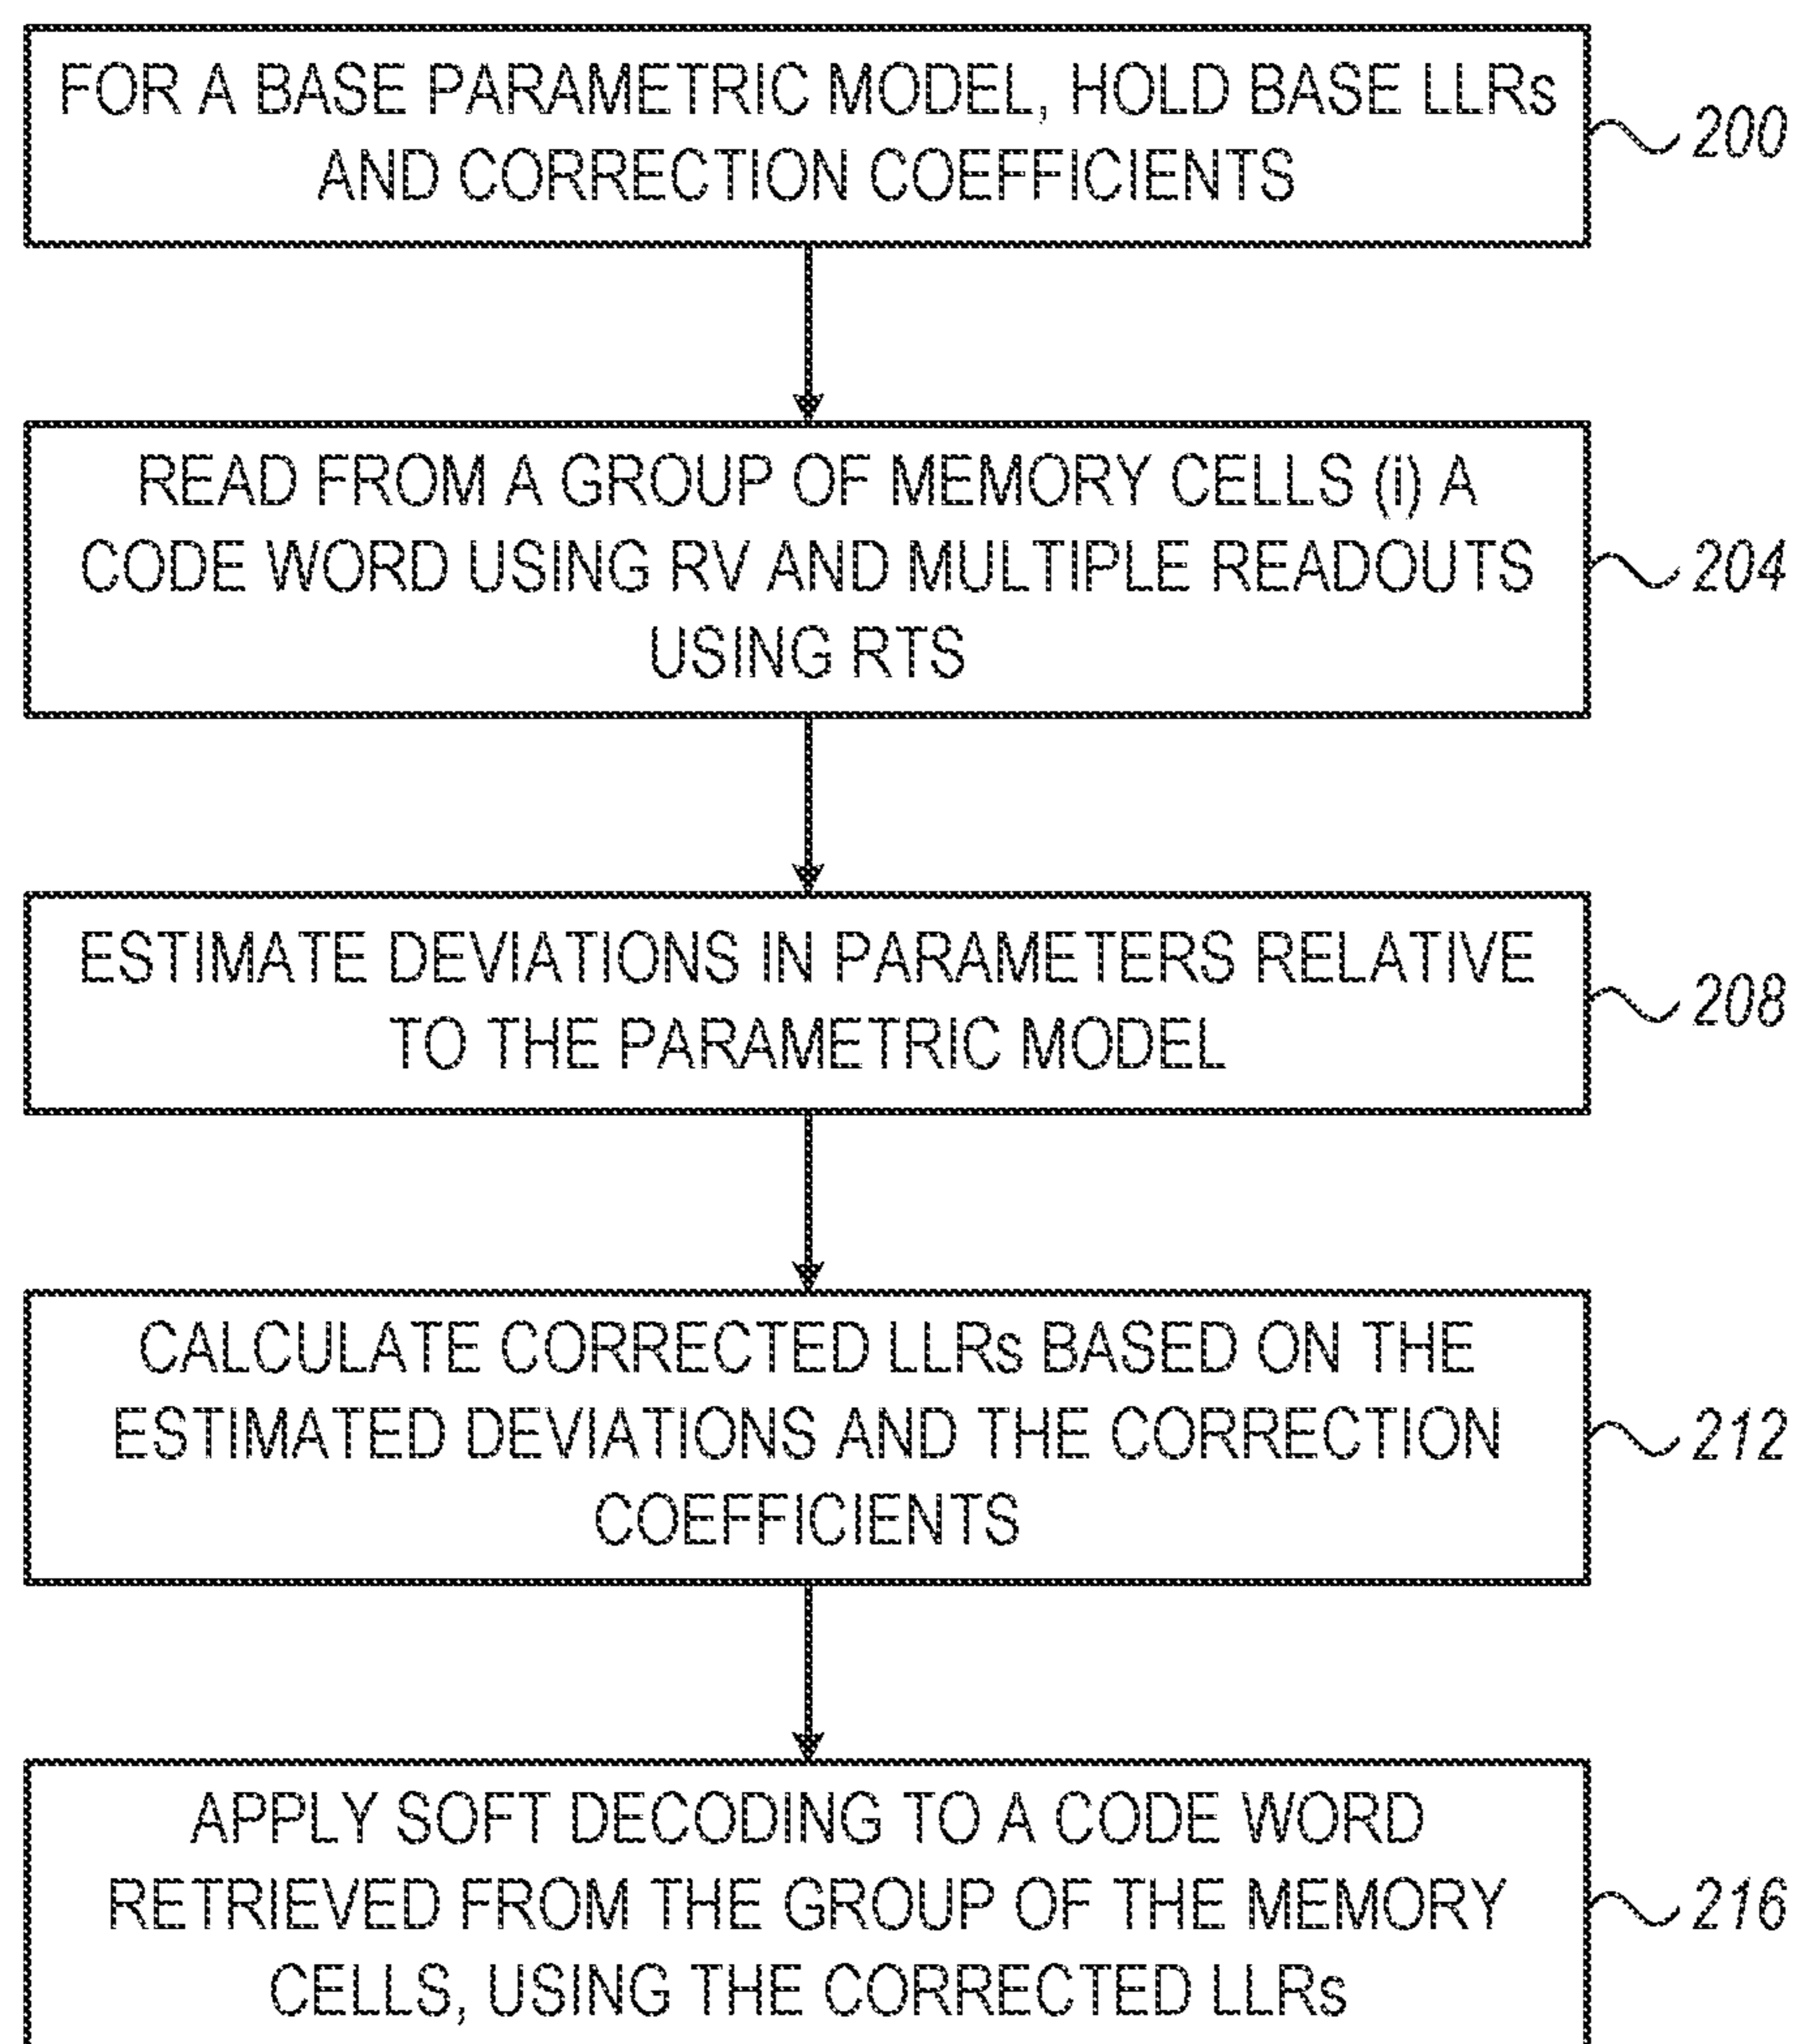 FOR A BASE PARAMETRIC MODEL, HOLD BASE LLRs
AND CORRECTION COEFFICIENTS
200
READ FROM A GROUP OF MEMORY CELLS (i) A
CODE WORD USING RV AND MULTIPLE READOUTS
USING RTS
204
ESTIMATE DEVIATIONS IN PARAMETERS RELATIVE
TO THE PARAMETRIC MODEL
208
CALCULATE CORRECTED LLRs BASED ON THE
ESTIMATED DEVIATIONS AND THE CORRECTION
COEFFICIENTS
212
APPLY SOFT DECODING TO A CODE WORD
RETRIEVED FROM THE GROUP OF THE MEMORY
CELLS, USING THE CORRECTED LLRs
216